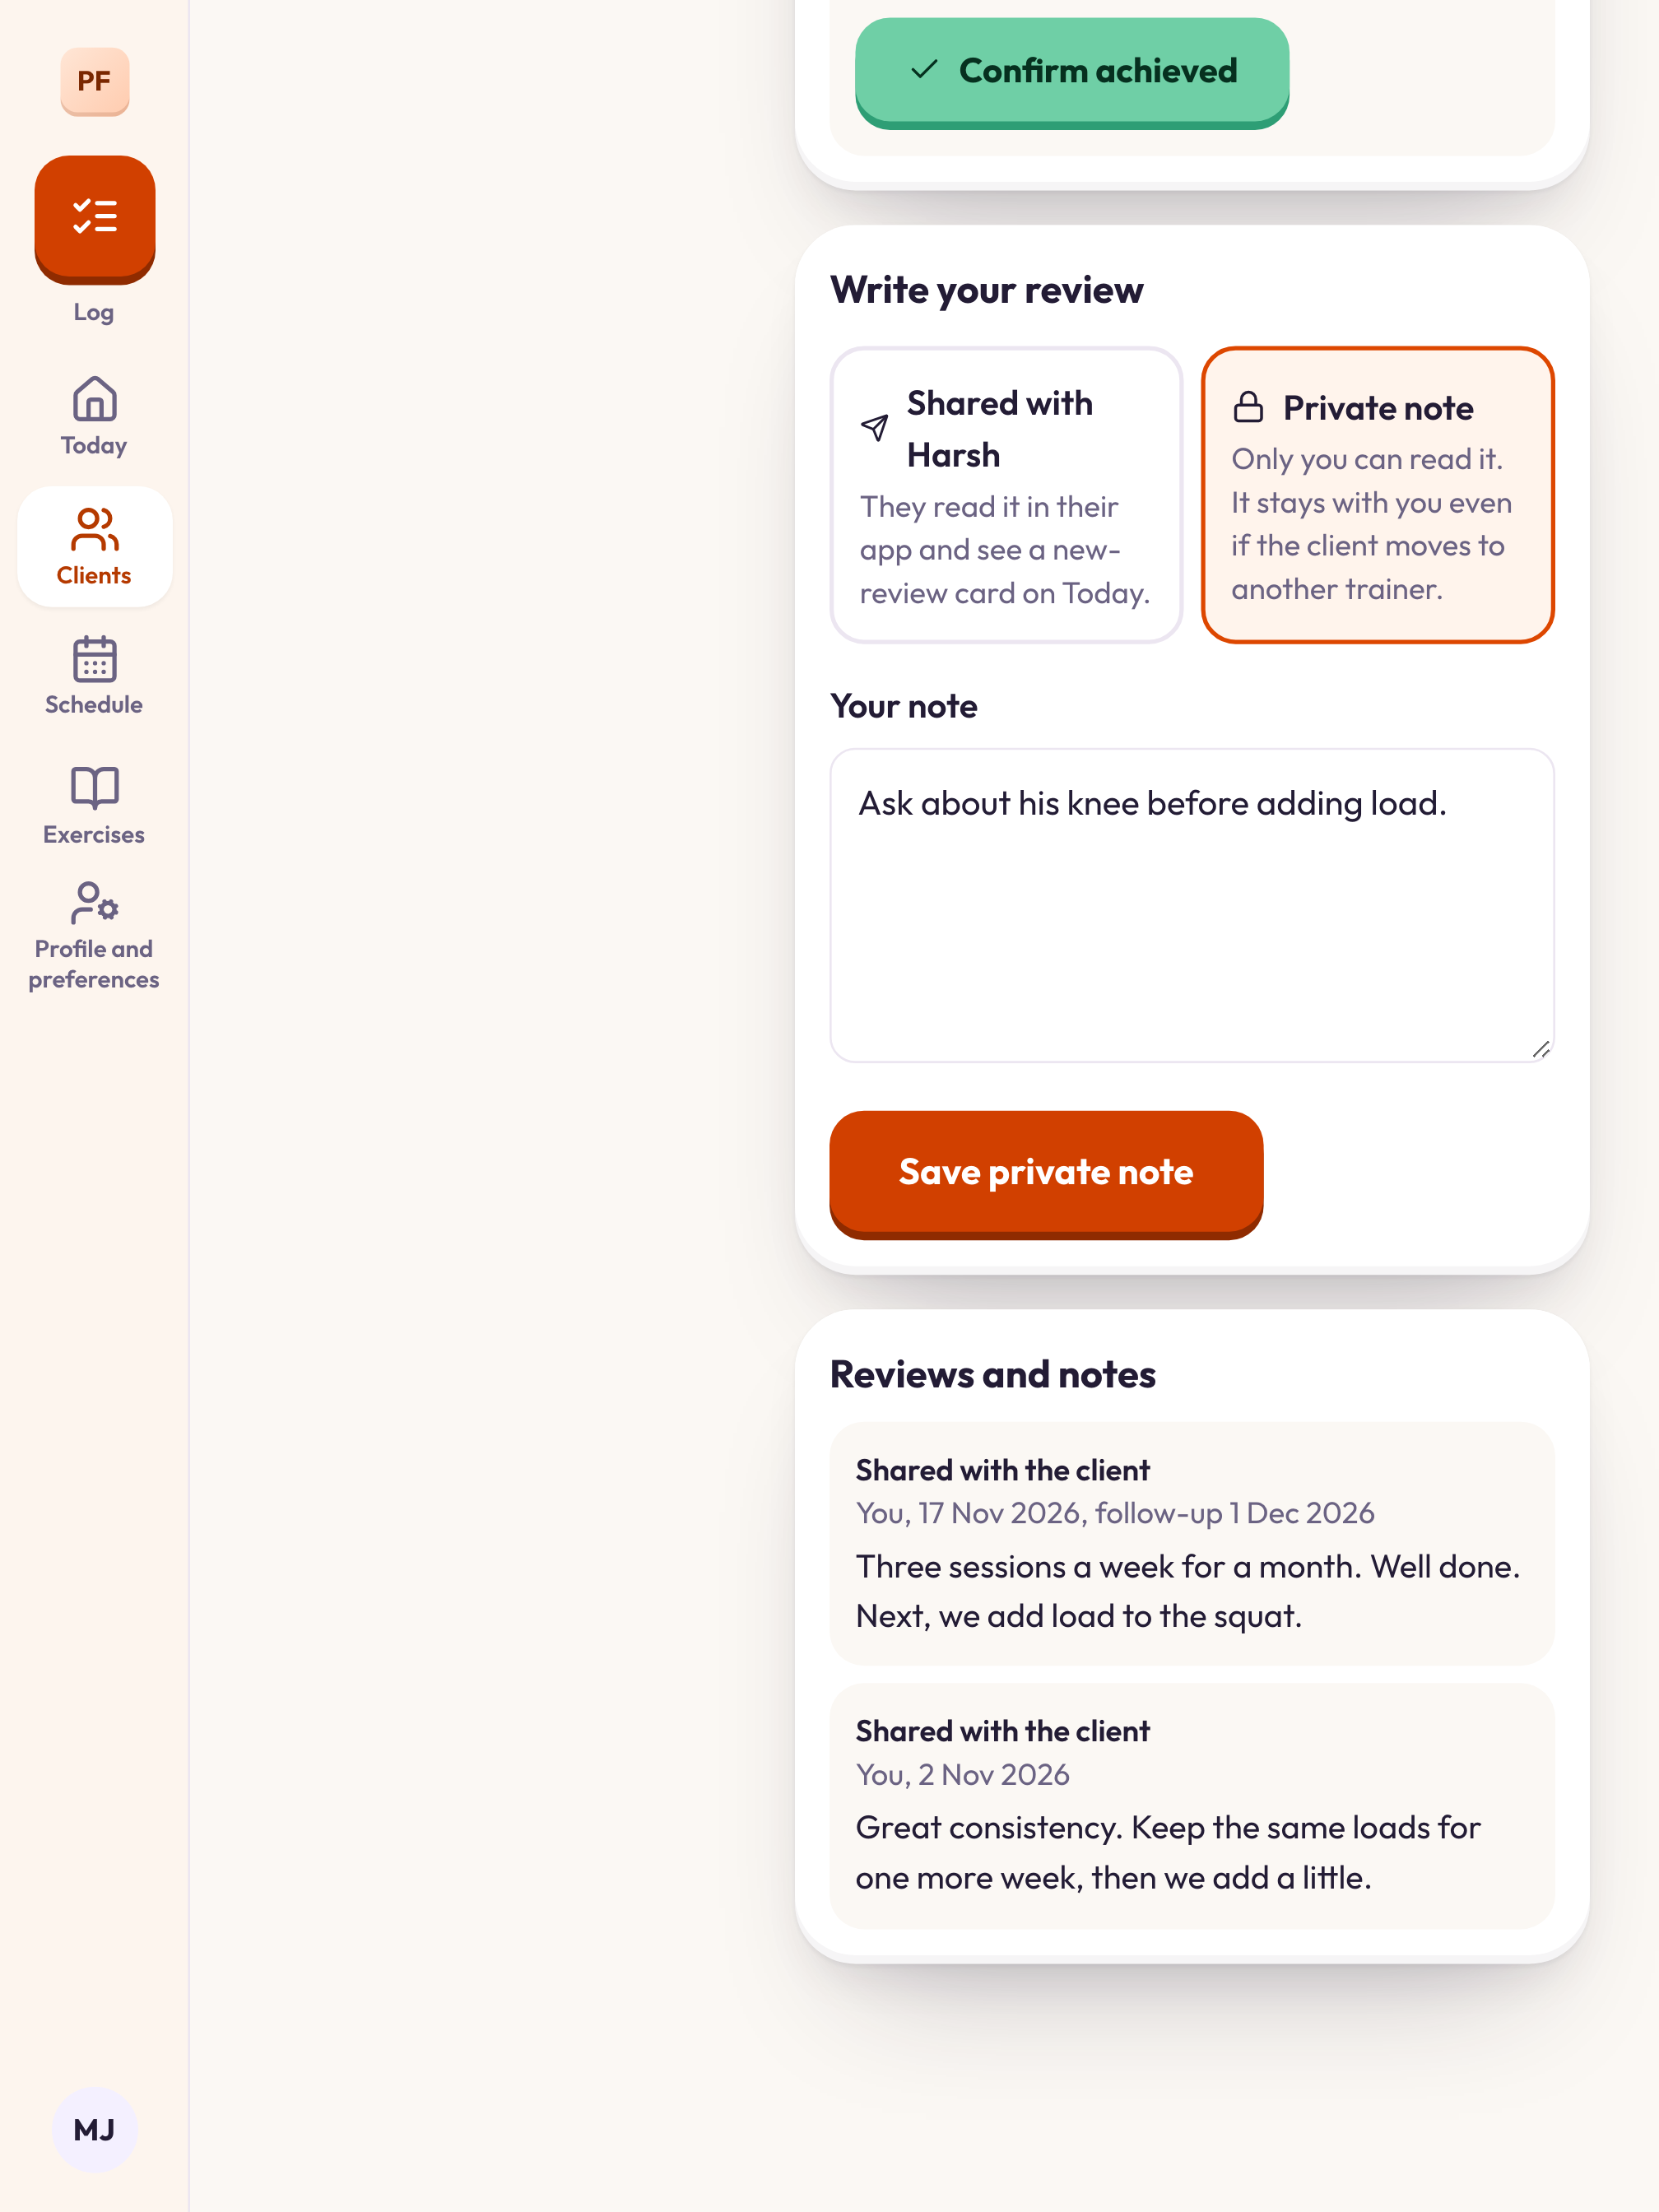 PF
Log
Today
Clients
Schedule
Exercises
Profile and
preferences
MJ
Confirm achieved
Write your review
Shared with
Harsh
They read it in their
app and see a new-
review card on Today.
Private note
Only you can read it.
It stays with you even
if the client moves to
another trainer.
Your note
Ask about his knee before adding load.
Save private note
Reviews and notes
Shared with the client
You, 17 Nov 2026, follow-up 1 Dec 2026
Three sessions a week for a month. Well done.
Next, we add load to the squat.
Shared with the client
You, 2 Nov 2026
Great consistency. Keep the same loads for
one more week, then we add a little.